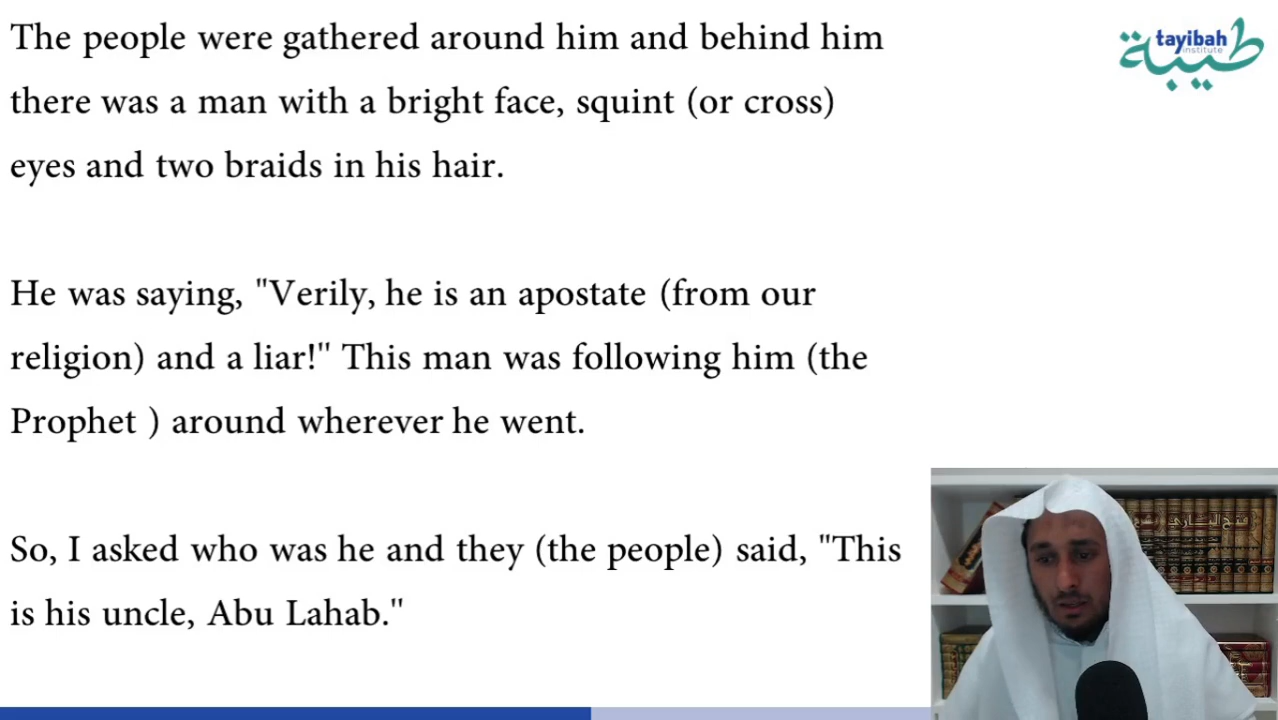 The people were gathered around him and behind him
there was a man with a bright face, squint (or cross)
eyes and two braids in his hair.
He was saying, "Verily, he is an apostate (from our
religion) and a liar!" This man was following him (the
Prophet ) around wherever he went.
So, I asked who was he and they (the people) said, "This
is his uncle, Abu Lahab."
tayibah
institute
طيبة
فتح الباري